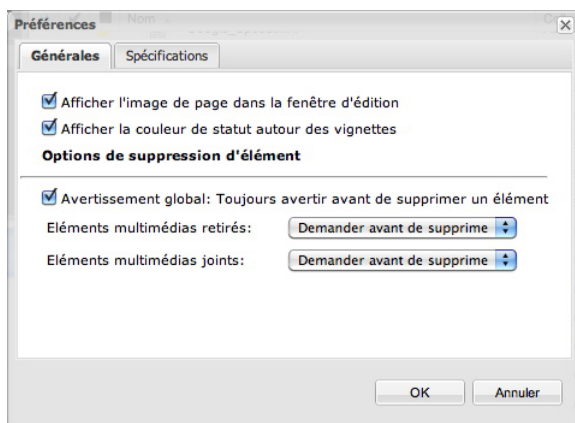 Préférences
Générales
Spécifications
Afficher l'image de page dans la fenêtre d'édition
Afficher la couleur de statut autour des vignettes
Options de suppression d'élément
Avertissement global: Toujours avertir avant de supprimer un élément
Eléments multimédias retirés:
Demander avant de supprime
Eléments multimédias joints:
Demander avant de supprime
OK
Annuler